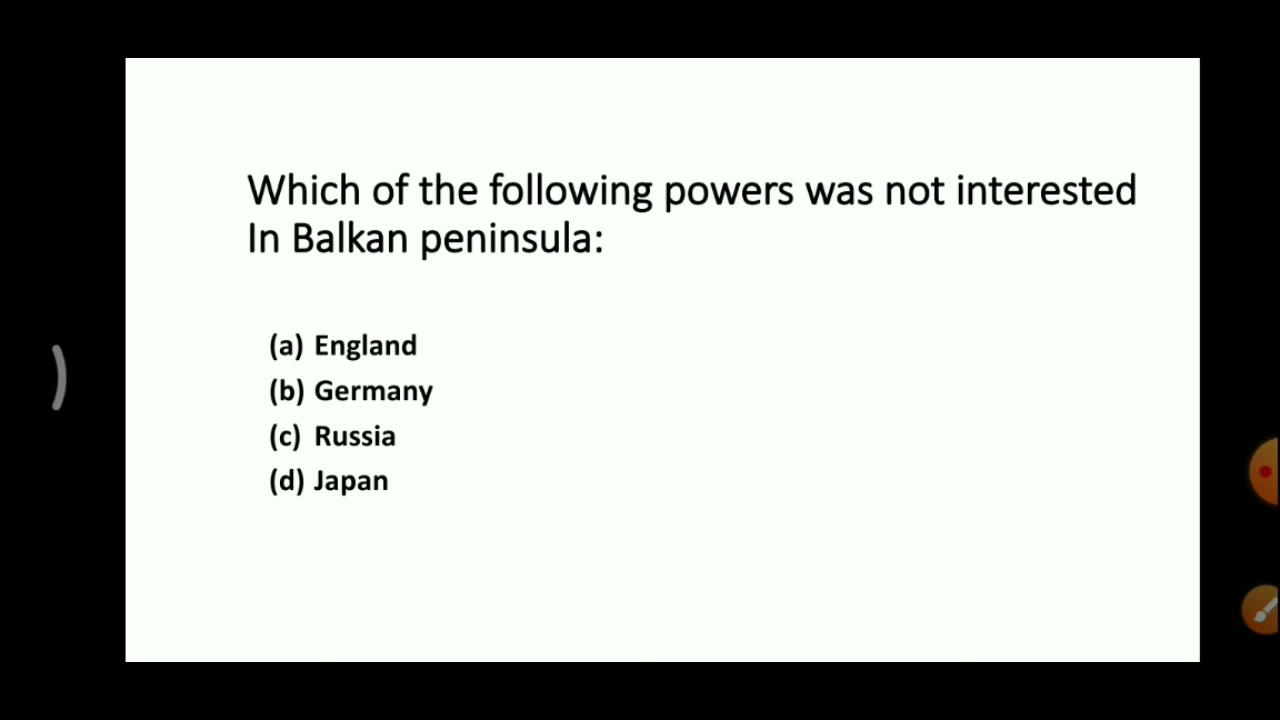 Which of the following powers was not interested
In Balkan peninsula:
(a) England
(b) Germany
(c) Russia
(d) Japan